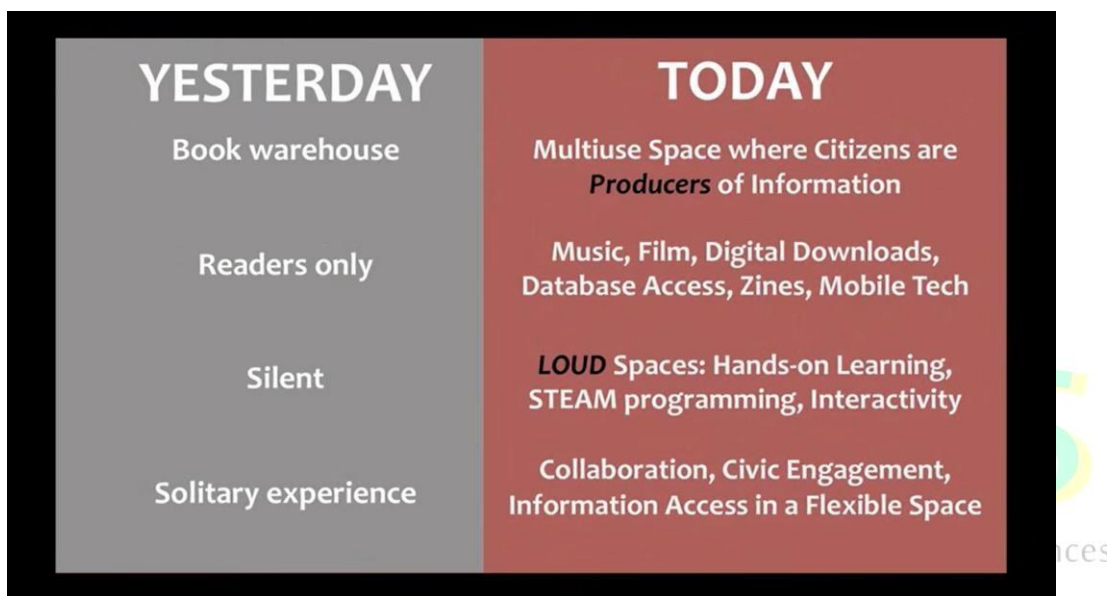 YESTERDAY
Book warehouse
Readers only
Silent
Solitary experience
TODAY
Multiuse Space where Citizens are
Producers of Information
Music, Film, Digital Downloads,
Database Access, Zines, Mobile Tech
LOUD Spaces: Hands-on Learning,
STEAM programming, Interactivity
Collaboration, Civic Engagement,
Information Access in a Flexible Space